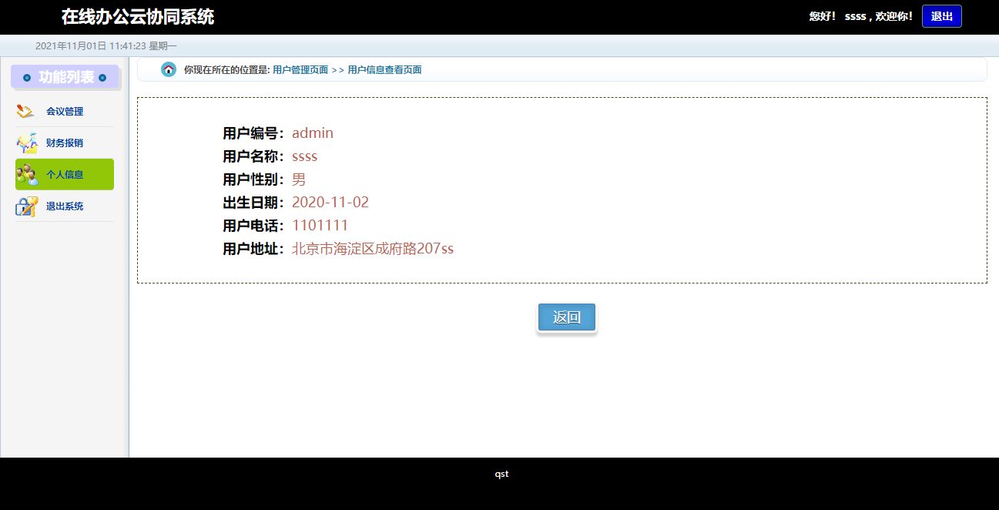 在线办公云协同系统
您好！ ssss , 欢迎你！ 退出
2021年11月01日 11:41:23 星期一
功能列表
你现在所在的位置是: 用户管理页面 >> 用户信息查看页面
会议管理
财务报销
个人信息
退出系统
用户编号：admin
用户名称：ssss
用户性别：男
出生日期：2020-11-02
用户电话：1101111
用户地址：北京市海淀区成府路207ss
返回
qst